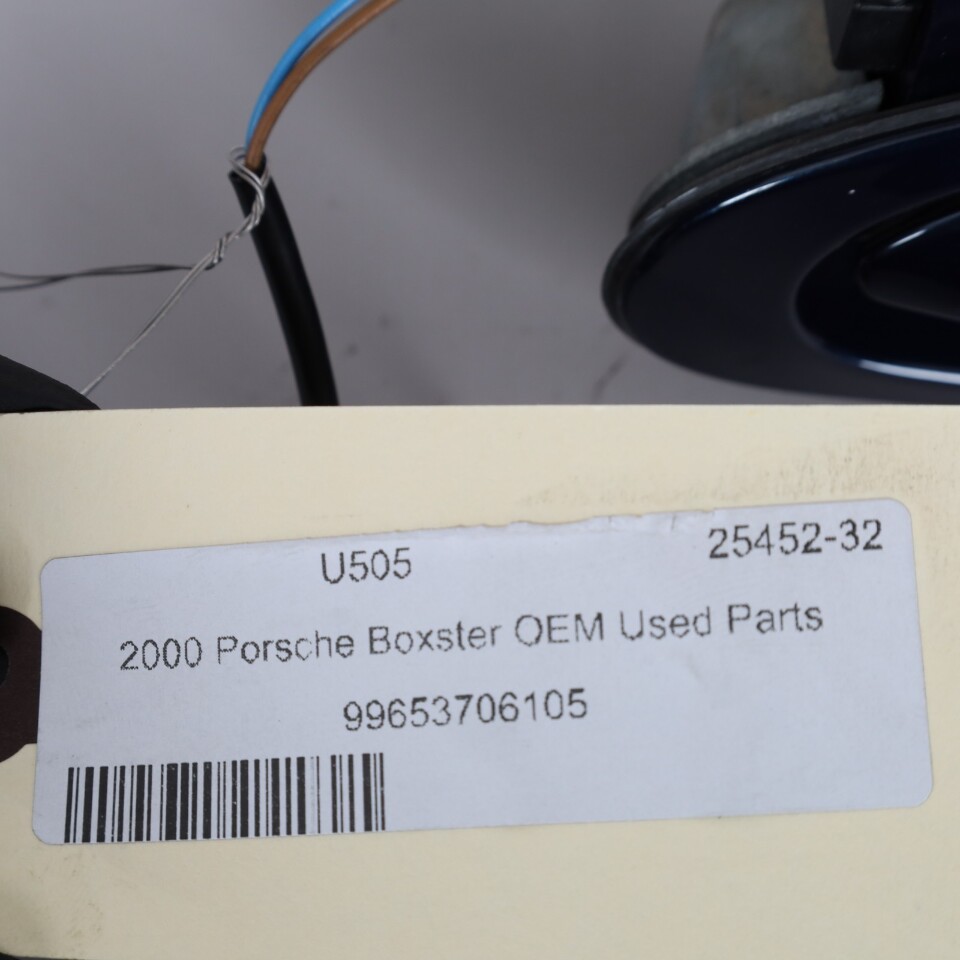 U505 25452-32
2000 Porsche Boxster OEM Used Parts
99653706105